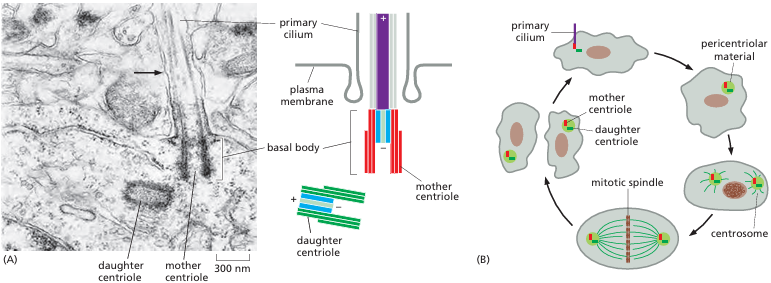 (A)
primary
cilium
plasma
membrane
basal body
+
–
mother
centriole
+
–
daughter
centriole
daughter
centriole
mother
centriole
300 nm
(B)
primary
cilium
pericentriolar
material
mother
centriole
daughter
centriole
mitotic spindle
centrosome